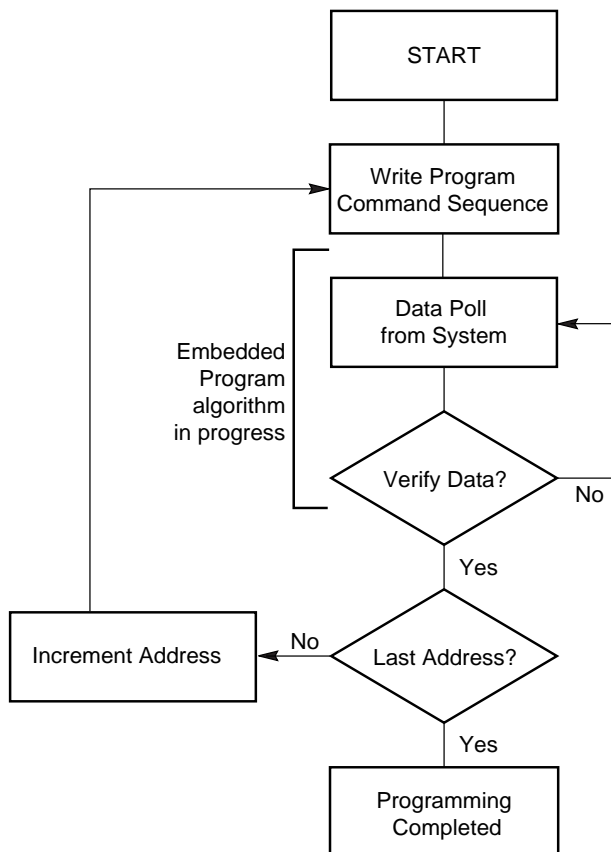 START
Write Program
Command Sequence
Data Poll
from System
Embedded
Program
algorithm
in progress
Verify Data?
No
Yes
Increment Address
No
Last Address?
Yes
Programming
Completed